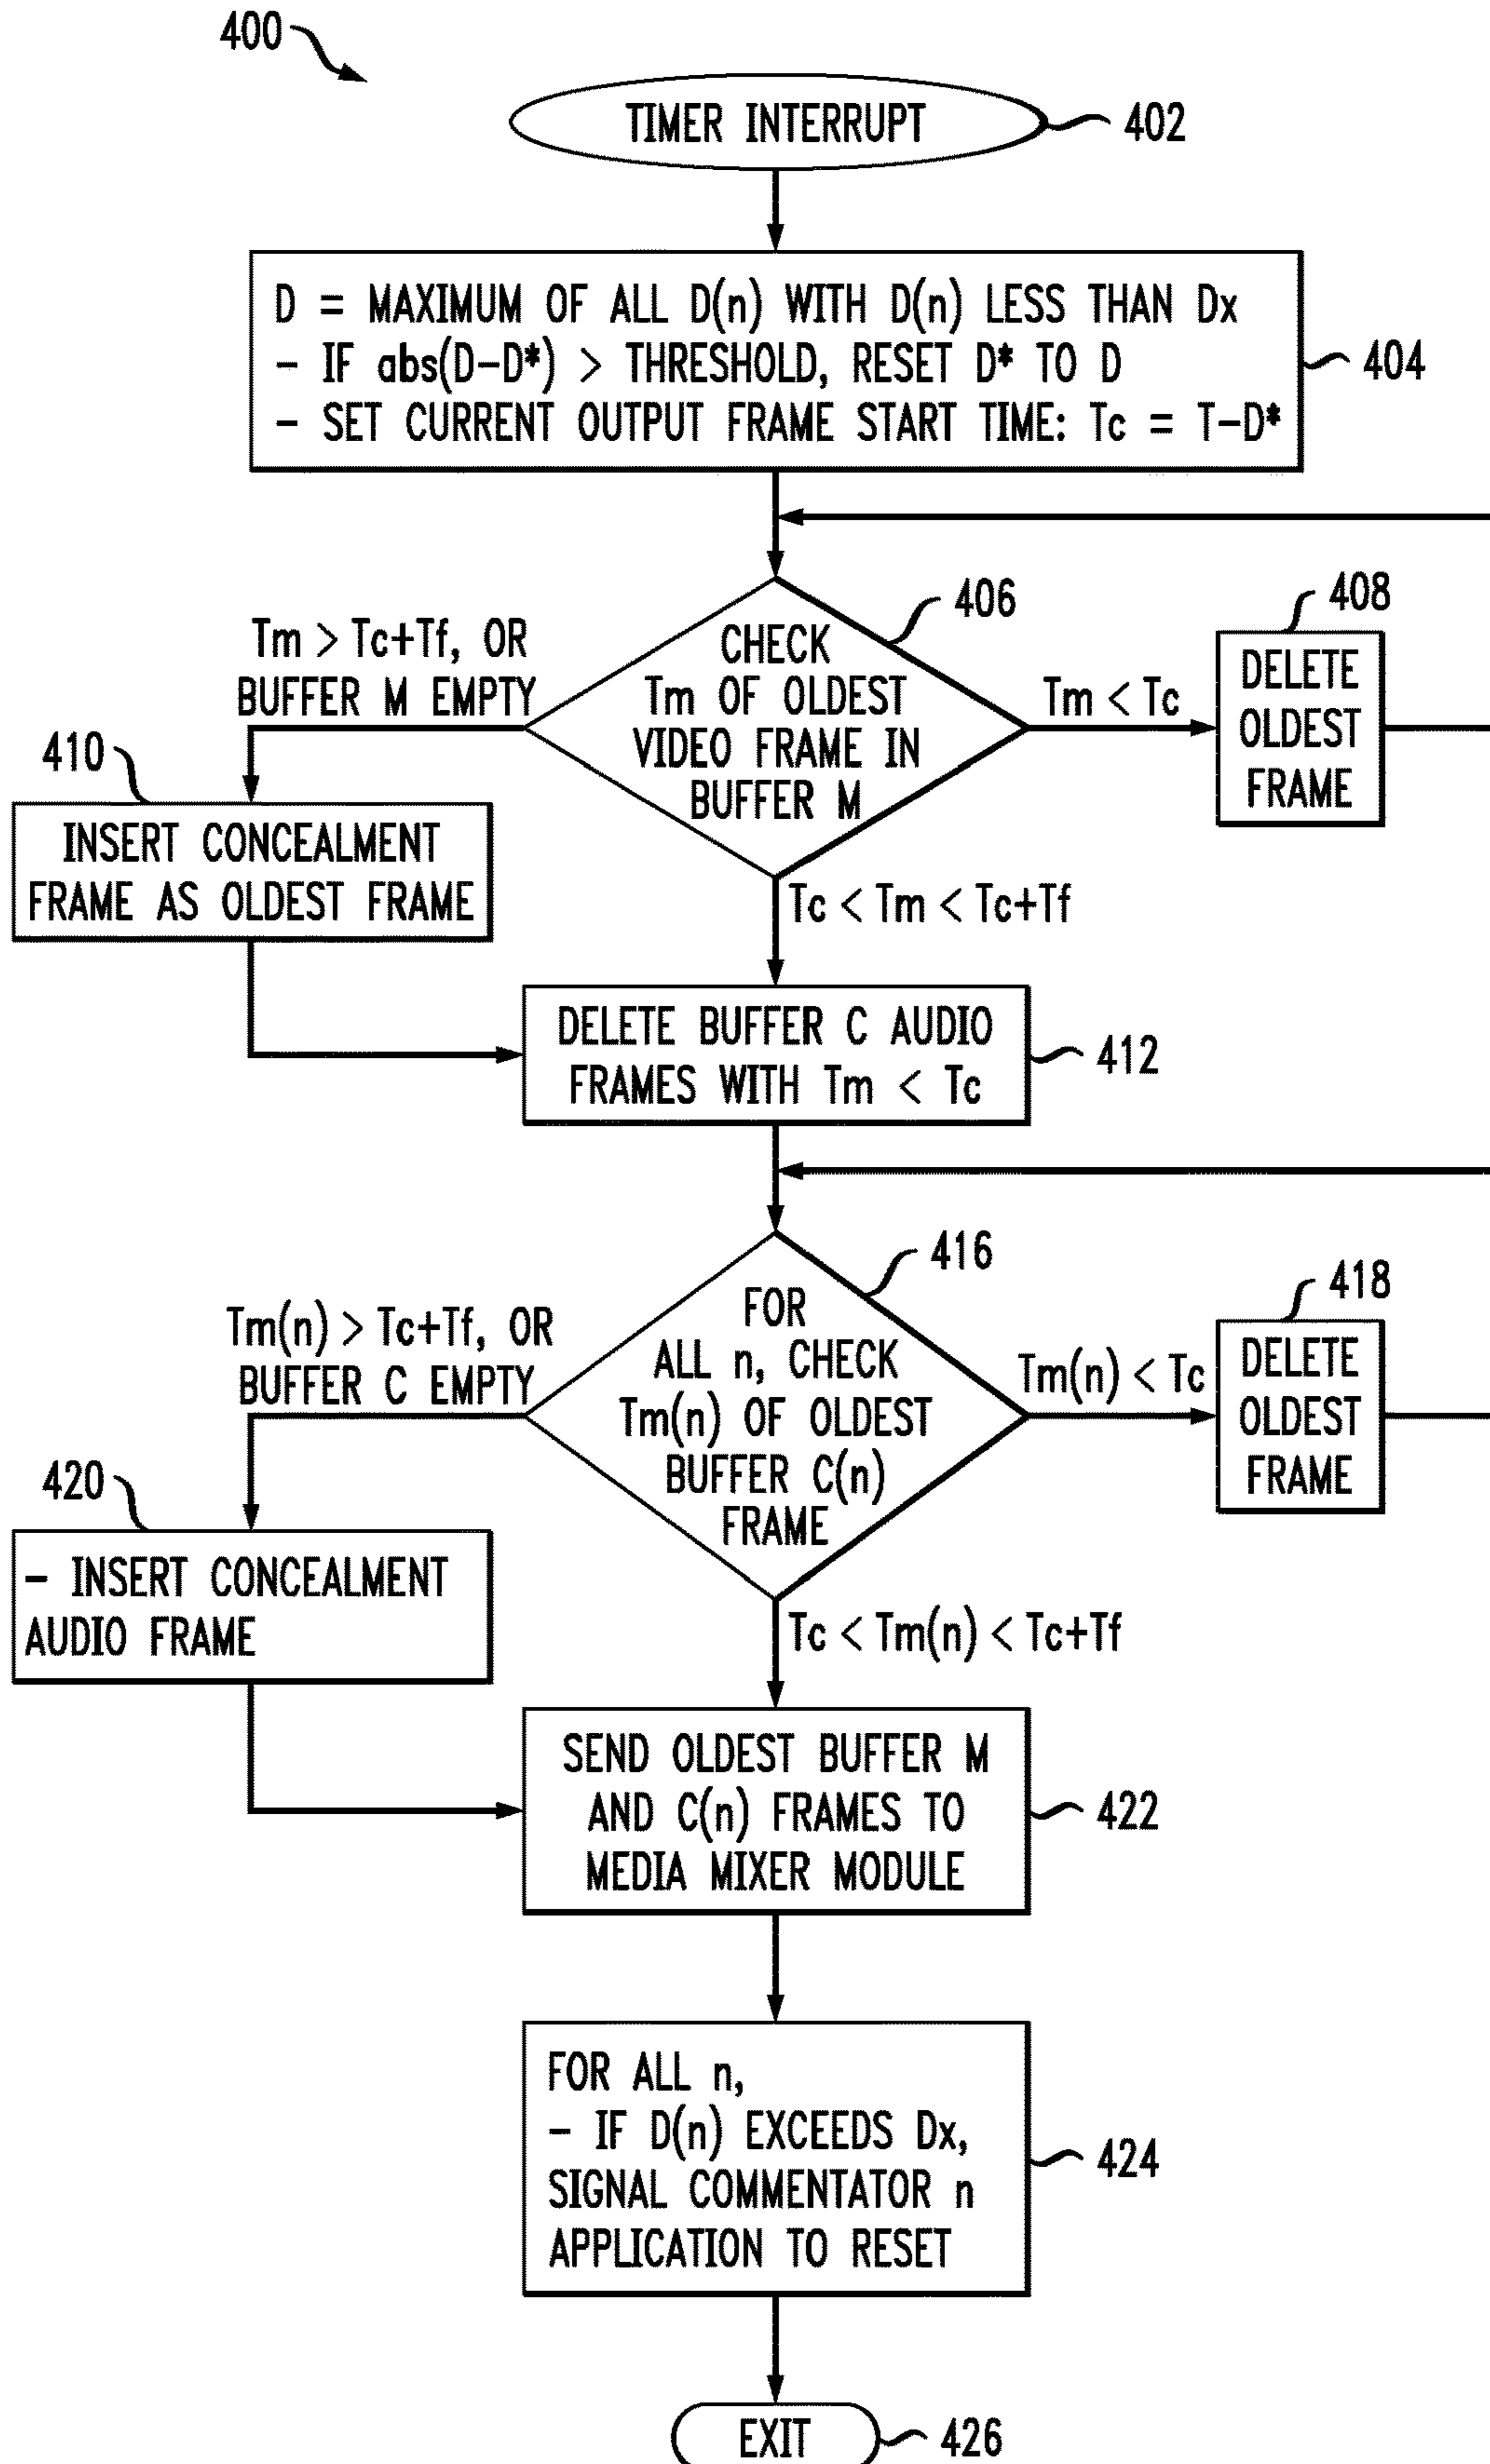 400
TIMER INTERRUPT
402
D = MAXIMUM OF ALL D(n) WITH D(n) LESS THAN Dx
- IF abs(D-D*) > THRESHOLD, RESET D* TO D
- SET CURRENT OUTPUT FRAME START TIME: Tc = T-D*
404
406
CHECK
Tm OF OLDEST
VIDEO FRAME IN
BUFFER M
Tm > Tc+Tf, OR
BUFFER M EMPTY
Tm < Tc
408
DELETE
OLDEST
FRAME
410
INSERT CONCEALMENT
FRAME AS OLDEST FRAME
Tc < Tm < Tc+Tf
DELETE BUFFER C AUDIO
FRAMES WITH Tm < Tc
412
416
FOR
ALL n, CHECK
Tm(n) OF OLDEST
BUFFER C(n)
FRAME
Tm(n) > Tc+Tf, OR
BUFFER C EMPTY
Tm(n) < Tc
418
DELETE
OLDEST
FRAME
420
- INSERT CONCEALMENT
AUDIO FRAME
Tc < Tm(n) < Tc+Tf
SEND OLDEST BUFFER M
AND C(n) FRAMES TO
MEDIA MIXER MODULE
422
FOR ALL n,
- IF D(n) EXCEEDS Dx,
SIGNAL COMMENTATOR n
APPLICATION TO RESET
424
EXIT
426